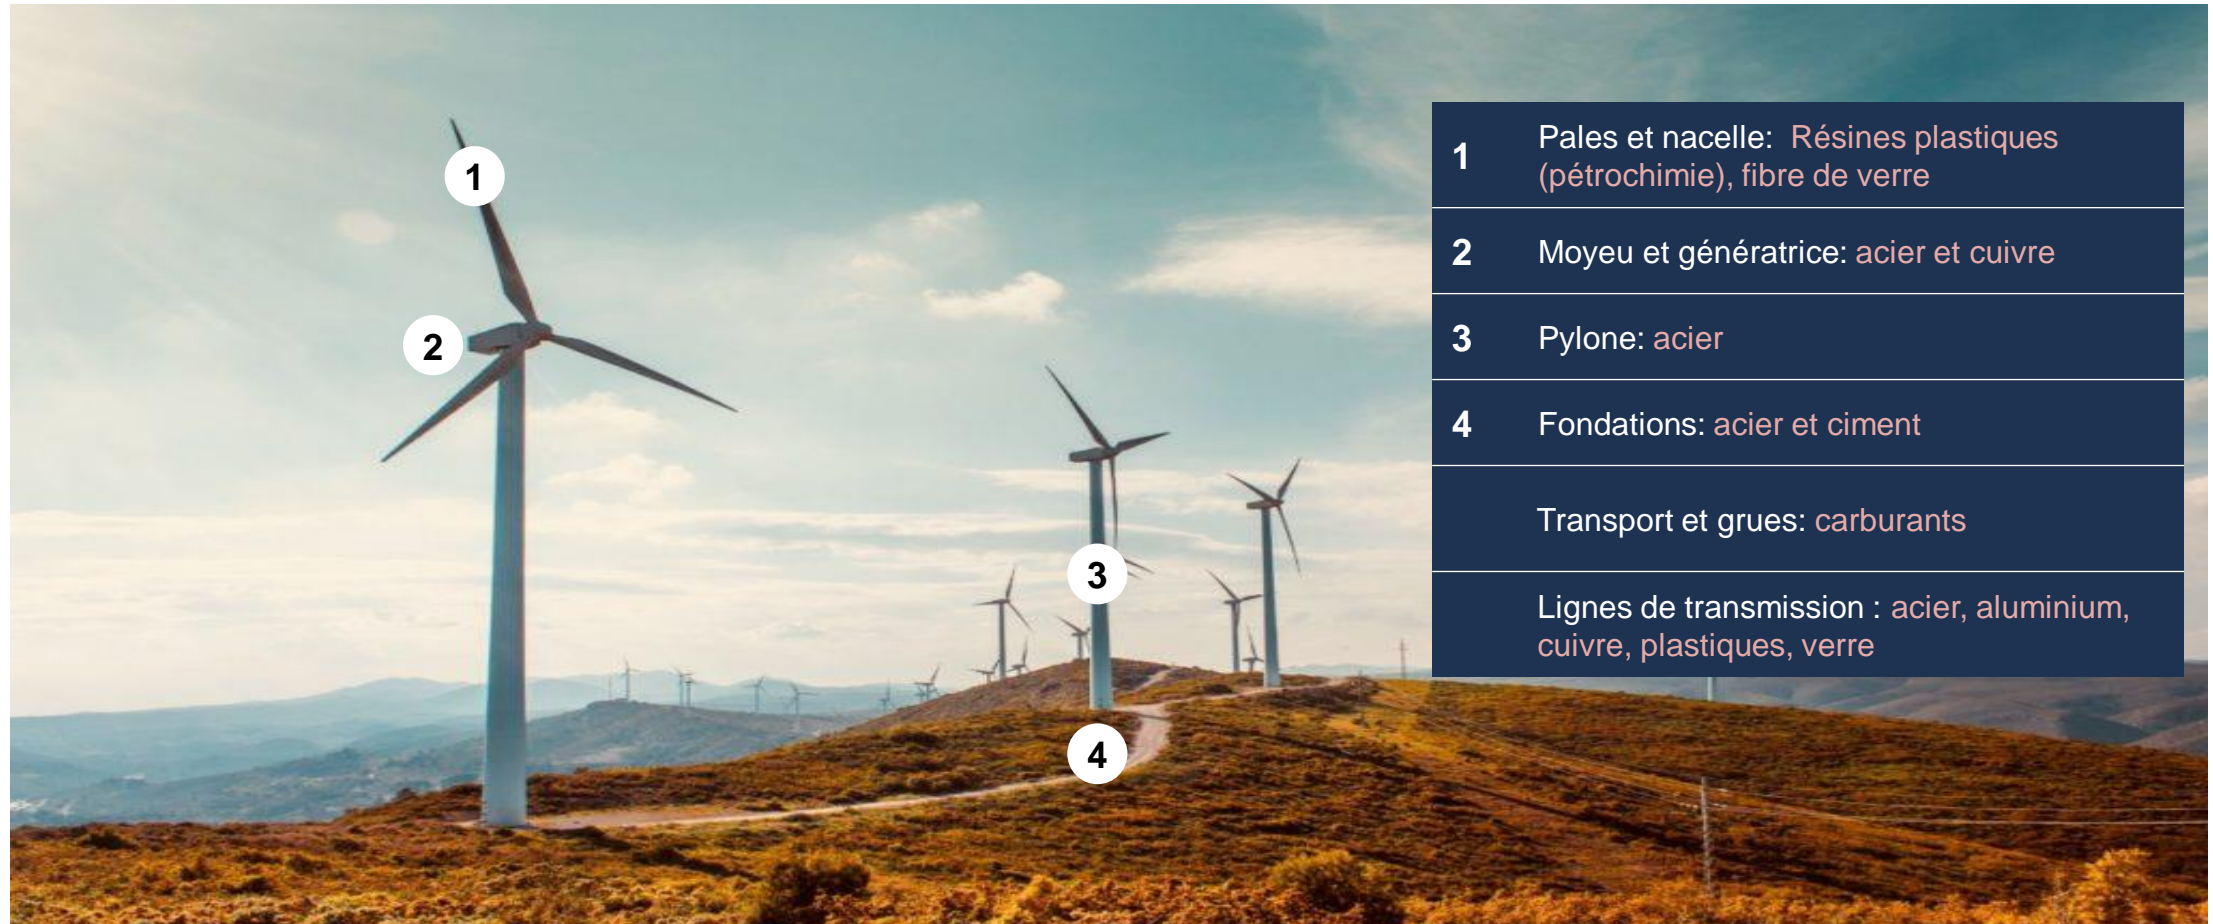 1
2
3
4
1 Pales et nacelle: Résines plastiques
(pétrochimie), fibre de verre
2 Moyeu et génératrice: acier et cuivre
3 Pylone: acier
4 Fondations: acier et ciment
Transport et grues: carburants
Lignes de transmission : acier, aluminium,
cuivre, plastiques, verre